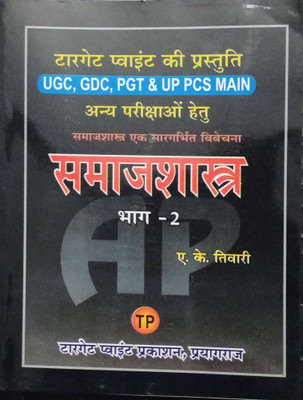 टारगेट प्वाइंट की प्रस्तुति
UGC, GDC, PGT & UP PCS MAIN
अन्य परीक्षाओं हेतु
समाजशास्त्र एक सारगर्भित विवेचना
समाजशास्त्र
भाग - 2
AP
ए. के. तिवारी
TP
टारगेट प्वाइंट प्रकाशन, प्रयागराज